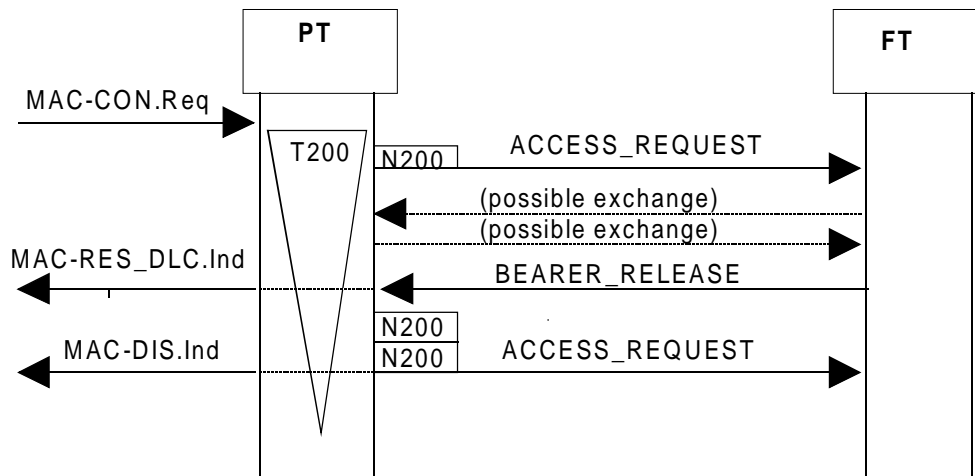 PT
FT
MAC-CON.Req
T200
N200
ACCESS_REQUEST
(possible exchange)
(possible exchange)
MAC-RES_DLC.Ind
BEARER_RELEASE
N200
MAC-DIS.Ind
N200
ACCESS_REQUEST